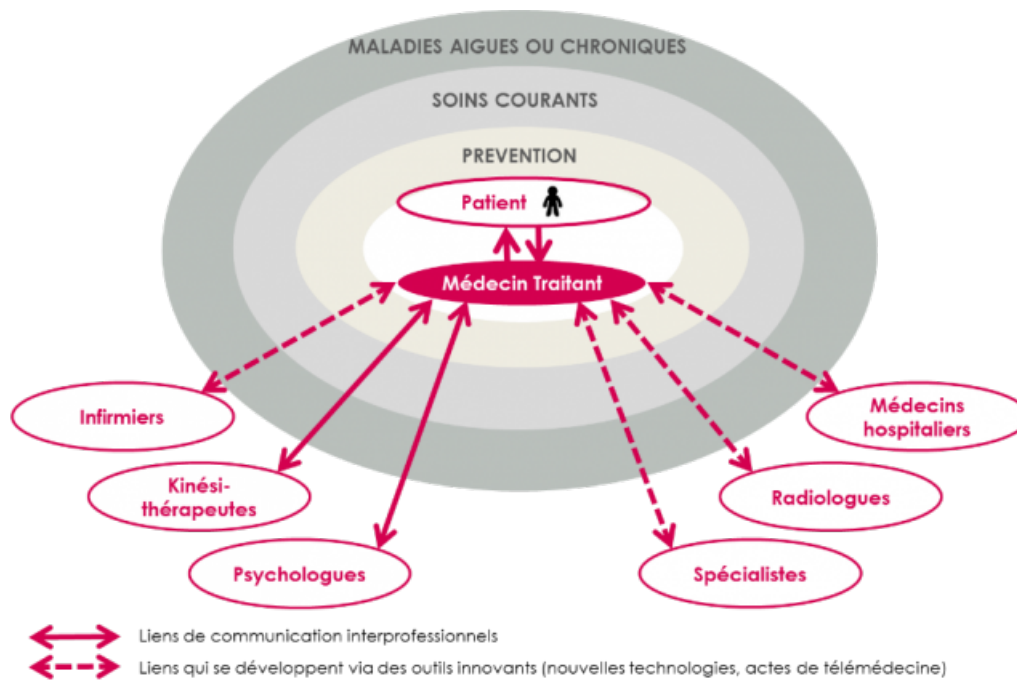 MALADIES AIGUES OU CHRONIQUES
SOINS COURANTS
PREVENTION
Patient
Médecin Traitant
Infirmiers
Médecins
hospitaliers
Kinési-
thérapeutes
Radiologues
Psychologues
Spécialistes
Liens de communication interprofessionnels
Liens qui se développent via des outils innovants (nouvelles technologies, actes de télémédecine)